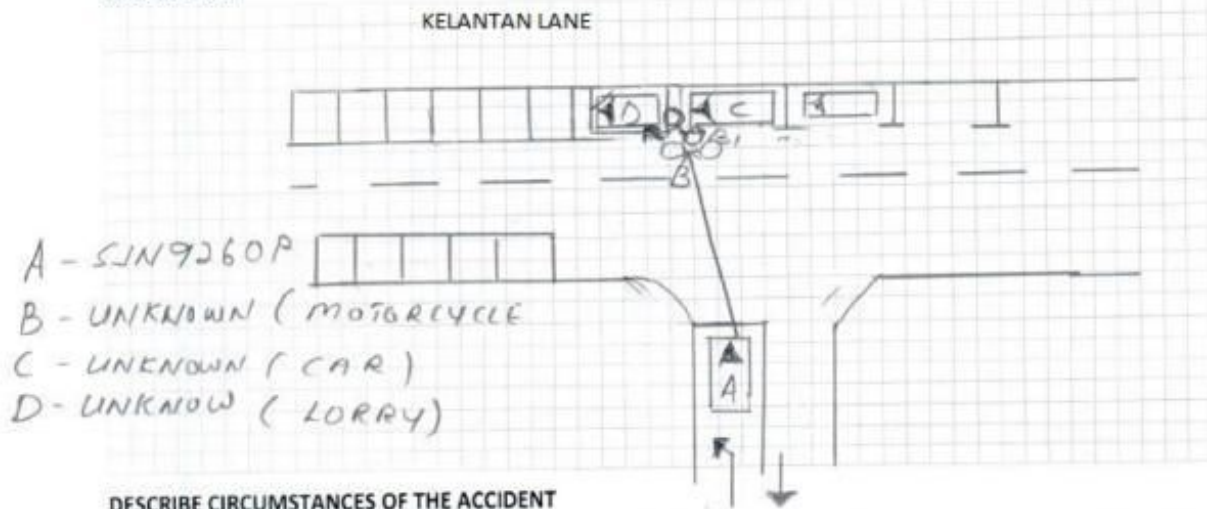 KELANTAN LANE
D
C
B
A - SJN9260P
B - UNKNOWN ( MOTORCYCLE
C - UNKNOWN ( CAR )
D - UNKNOW ( LORRY )
A
DESCRIBE CIRCUMSTANCES OF THE ACCIDENT